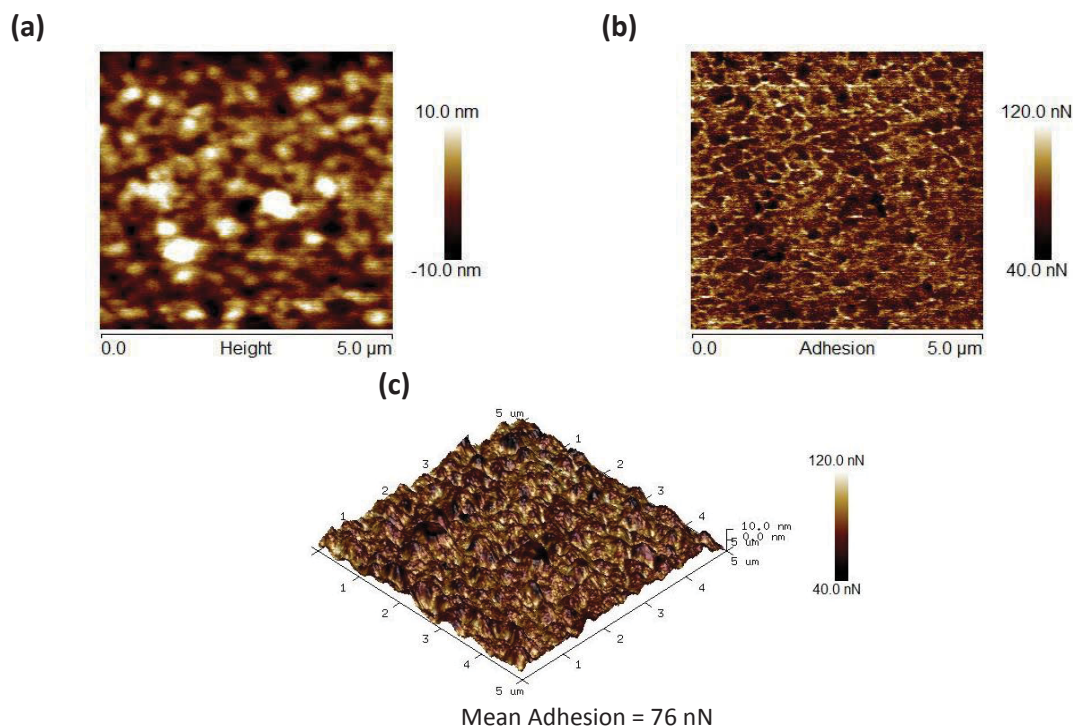 (a)
10.0 nm
-10.0 nm
0.0 Height 5.0 µm
(b)
120.0 nN
40.0 nN
0.0 Adhesion 5.0 µm
(c)
5 um
1
2
3
4
3
2
1
1
2
3
4
5 um
1
2
3
4
5 um
10.0 nm
0.0 nm
5 um
120.0 nN
40.0 nN
Mean Adhesion = 76 nN